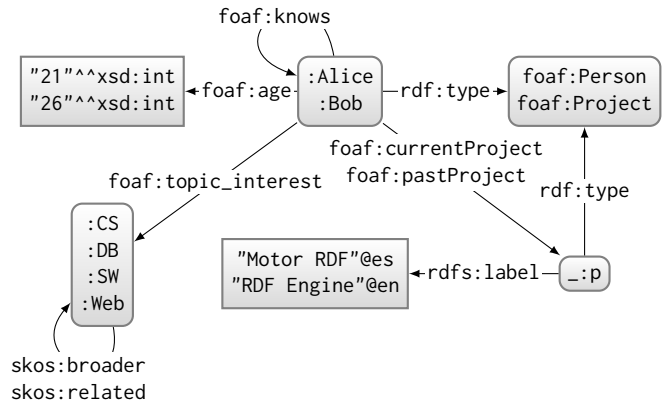 foaf:knows
"21"^^xsd:int
"26"^^xsd:int
foaf:age
:Alice
:Bob
rdf:type
foaf:Person
foaf:Project
foaf:currentProject
foaf:pastProject
rdf:type
foaf:topic_interest
:CS
:DB
:SW
:Web
"Motor RDF"@es
"RDF Engine"@en
rdfs:label
_:p
skos:broader
skos:related